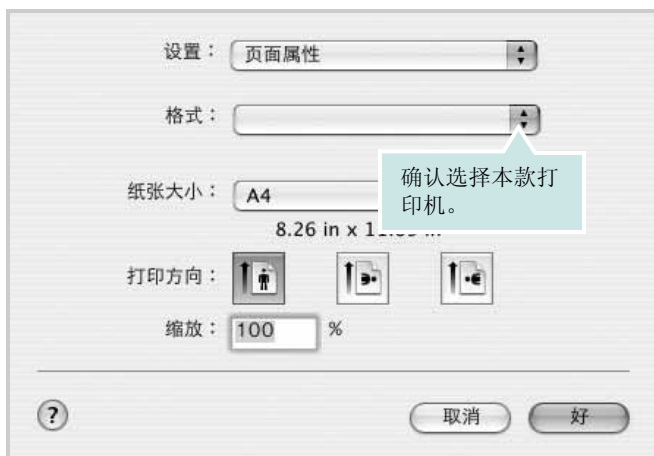 设置： 页面属性
格式：
确认选择本款打
印机。
纸张大小： A4
8.26 in x
打印方向：
缩放： 100 %
? 取消 好